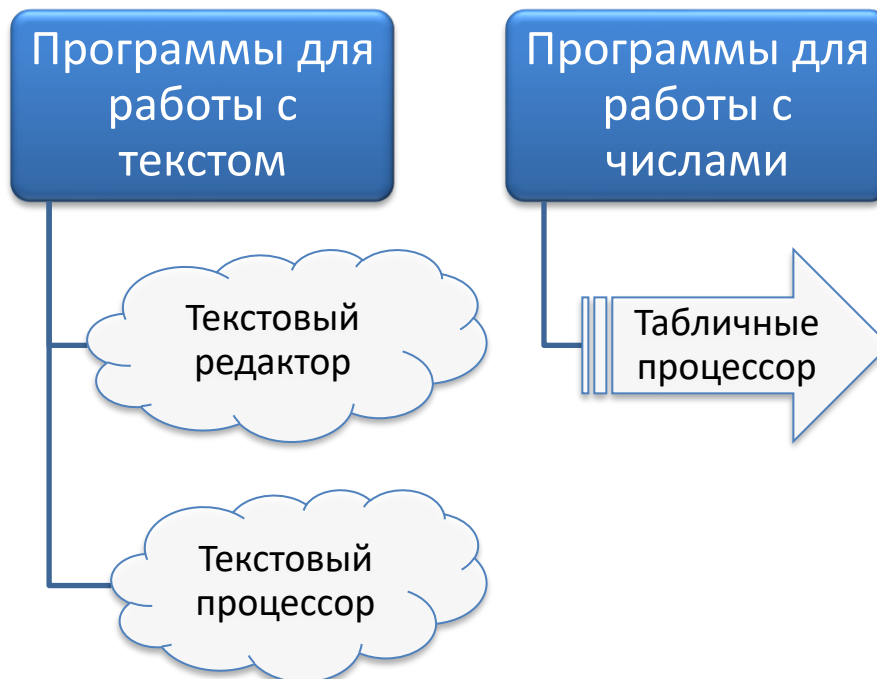 Программы для
работы с
текстом
Текстовый
редактор
Текстовый
процессор
Программы для
работы с
числами
Табличные
процессор